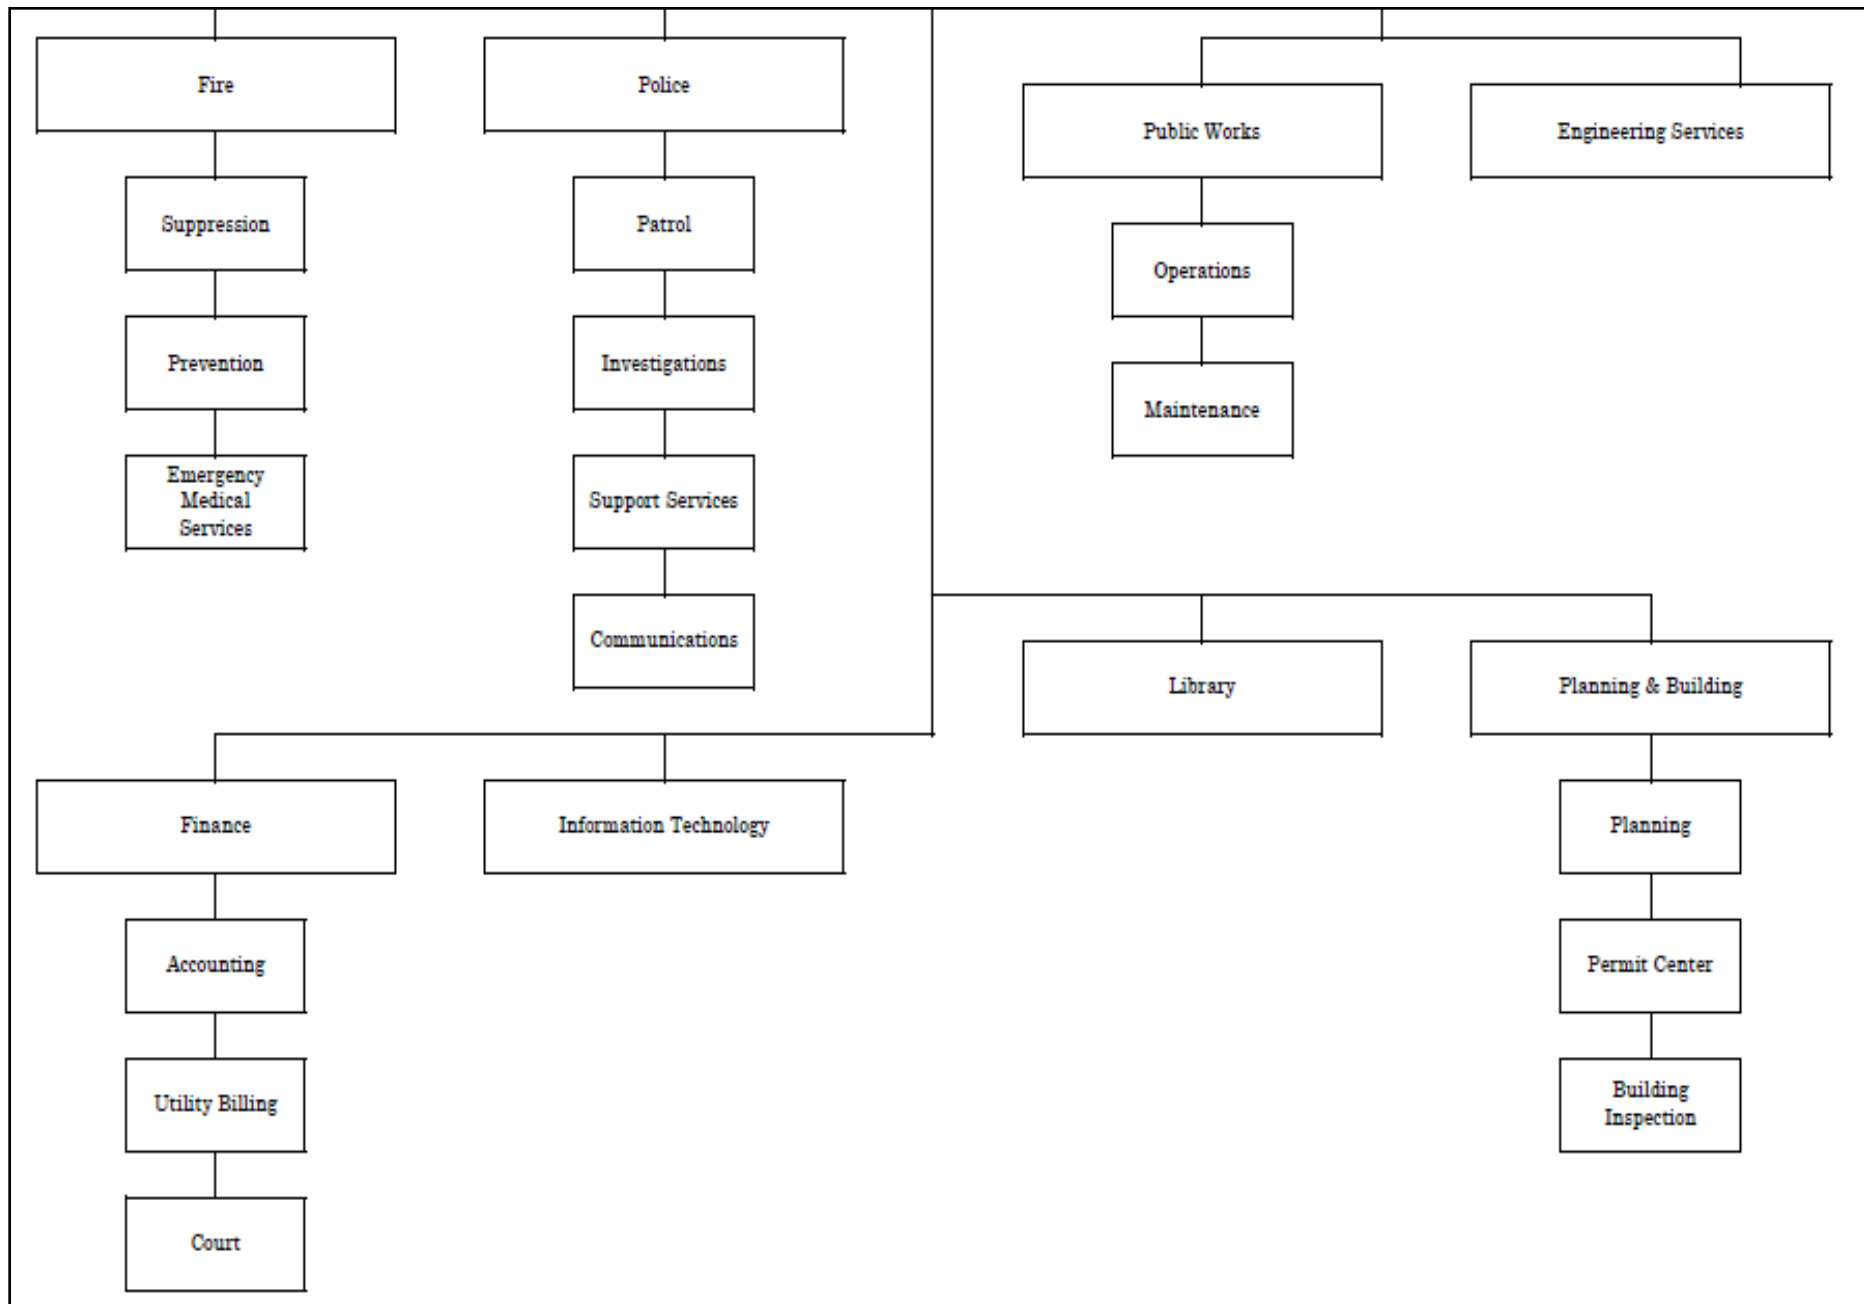 Fire
Police
Public Works
Engineering Services
Suppression
Patrol
Operations
Prevention
Investigations
Maintenance
Emergency
Medical
Services
Support Services
Communications
Library
Planning & Building
Finance
Information Technology
Planning
Accounting
Permit Center
Utility Billing
Building
Inspection
Court